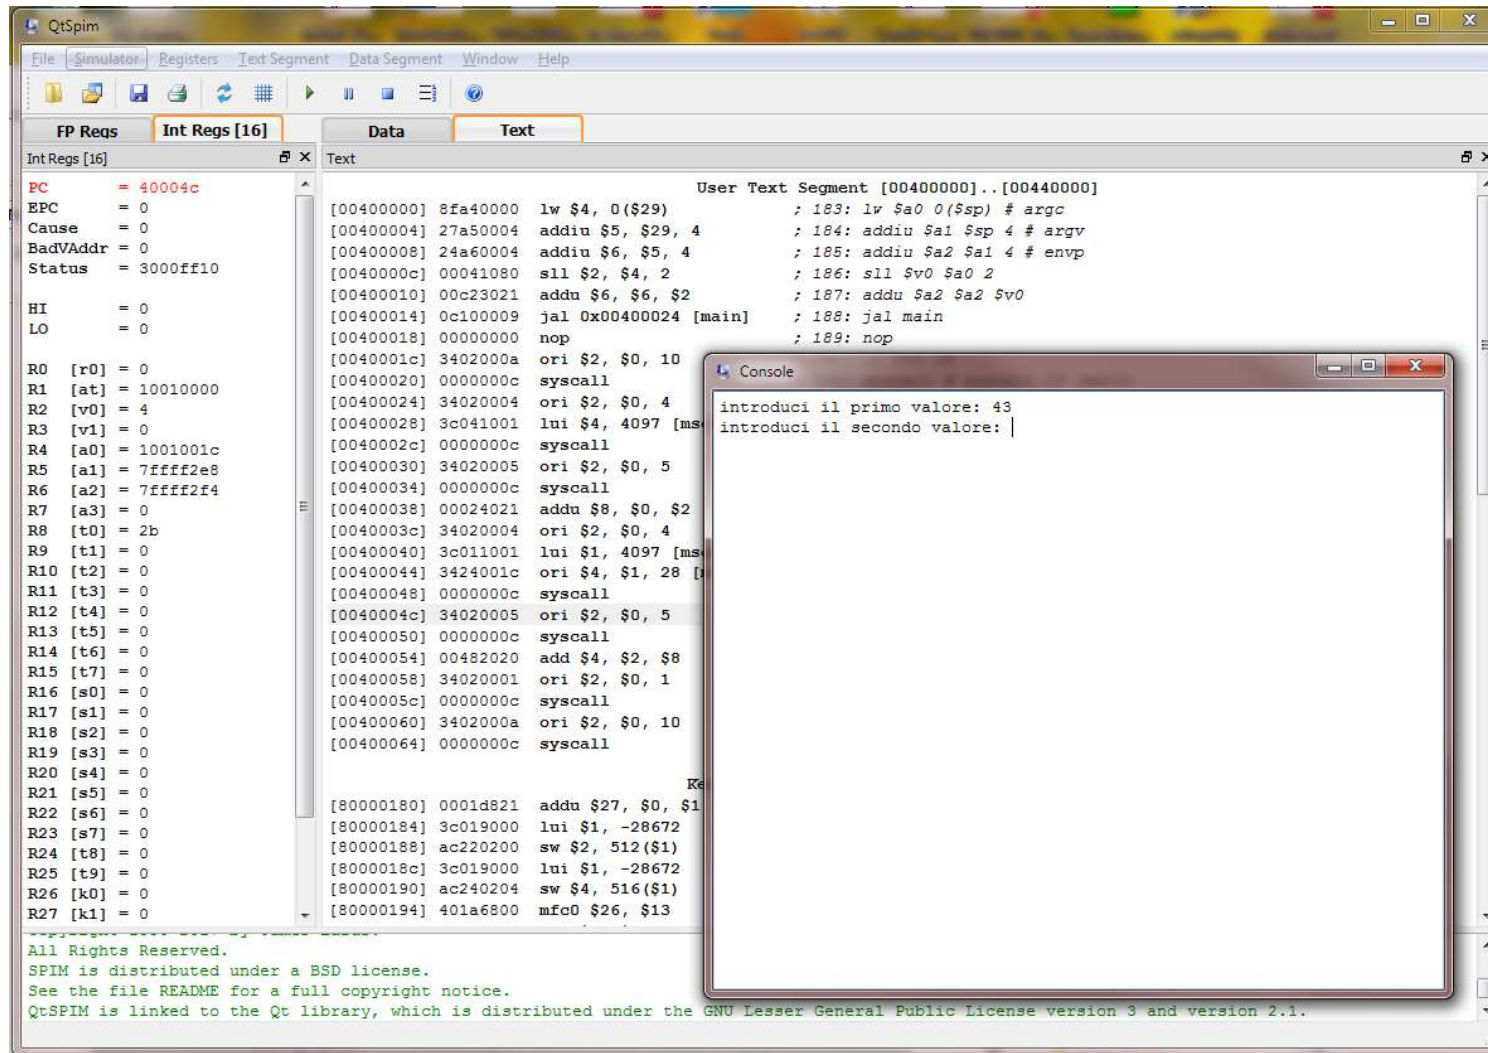 QtSpim
File Simulator Registers Text Segment Data Segment Window Help
FP Regs Int Regs [16] Data Text
Int Regs [16] Text
PC = 40004c
EPC = 0
Cause = 0
BadVAddr = 0
Status = 3000ff10
HI = 0
LO = 0
R0 [r0] = 0
R1 [at] = 10010000
R2 [v0] = 4
R3 [v1] = 0
R4 [a0] = 1001001c
R5 [a1] = 7ffff2e8
R6 [a2] = 7ffff2f4
R7 [a3] = 0
R8 [t0] = 2b
R9 [t1] = 0
R10 [t2] = 0
R11 [t3] = 0
R12 [t4] = 0
R13 [t5] = 0
R14 [t6] = 0
R15 [t7] = 0
R16 [s0] = 0
R17 [s1] = 0
R18 [s2] = 0
R19 [s3] = 0
R20 [s4] = 0
R21 [s5] = 0
R22 [s6] = 0
R23 [s7] = 0
R24 [t8] = 0
R25 [t9] = 0
R26 [k0] = 0
R27 [k1] = 0
User Text Segment [00400000]..[00440000]
[00400000] 8fa40000 lw $4, 0($29) ; 183: lw $a0 0($sp) # argc
[00400004] 27a50004 addiu $5, $29, 4 ; 184: addiu $a1 $sp 4 # argv
[00400008] 24a60004 addiu $6, $5, 4 ; 185: addiu $a2 $a1 4 # envp
[0040000c] 00041080 sll $2, $4, 2 ; 186: sll $v0 $a0 2
[00400010] 00c23021 addu $6, $6, $2 ; 187: addu $a2 $a2 $v0
[00400014] 0c100009 jal 0x00400024 [main] ; 188: jal main
[00400018] 00000000 nop ; 189: nop
[0040001c] 3402000a ori $2, $0, 10
[00400020] 0000000c syscall
[00400024] 34020004 ori $2, $0, 4
[00400028] 3c041001 lui $4, 4097 [ms
[0040002c] 0000000c syscall
[00400030] 34020005 ori $2, $0, 5
[00400034] 0000000c syscall
[00400038] 00024021 addu $8, $0, $2
[0040003c] 34020004 ori $2, $0, 4
[00400040] 3c011001 lui $1, 4097 [ms
[00400044] 3424001c ori $4, $1, 28 [
[00400048] 0000000c syscall
[0040004c] 34020005 ori $2, $0, 5
[00400050] 0000000c syscall
[00400054] 00482020 add $4, $2, $8
[00400058] 34020001 ori $2, $0, 1
[0040005c] 0000000c syscall
[00400060] 3402000a ori $2, $0, 10
[00400064] 0000000c syscall
Ke
[80000180] 0001d821 addu $27, $0, $1
[80000184] 3c019000 lui $1, -28672
[80000188] ac220200 sw $2, 512($1)
[8000018c] 3c019000 lui $1, -28672
[80000190] ac240204 sw $4, 516($1)
[80000194] 401a6800 mfc0 $26, $13
Console
introduci il primo valore: 43
introduci il secondo valore:
All Rights Reserved.
SPIM is distributed under a BSD license.
See the file README for a full copyright notice.
QtSPIM is linked to the Qt library, which is distributed under the GNU Lesser General Public License version 3 and version 2.1.